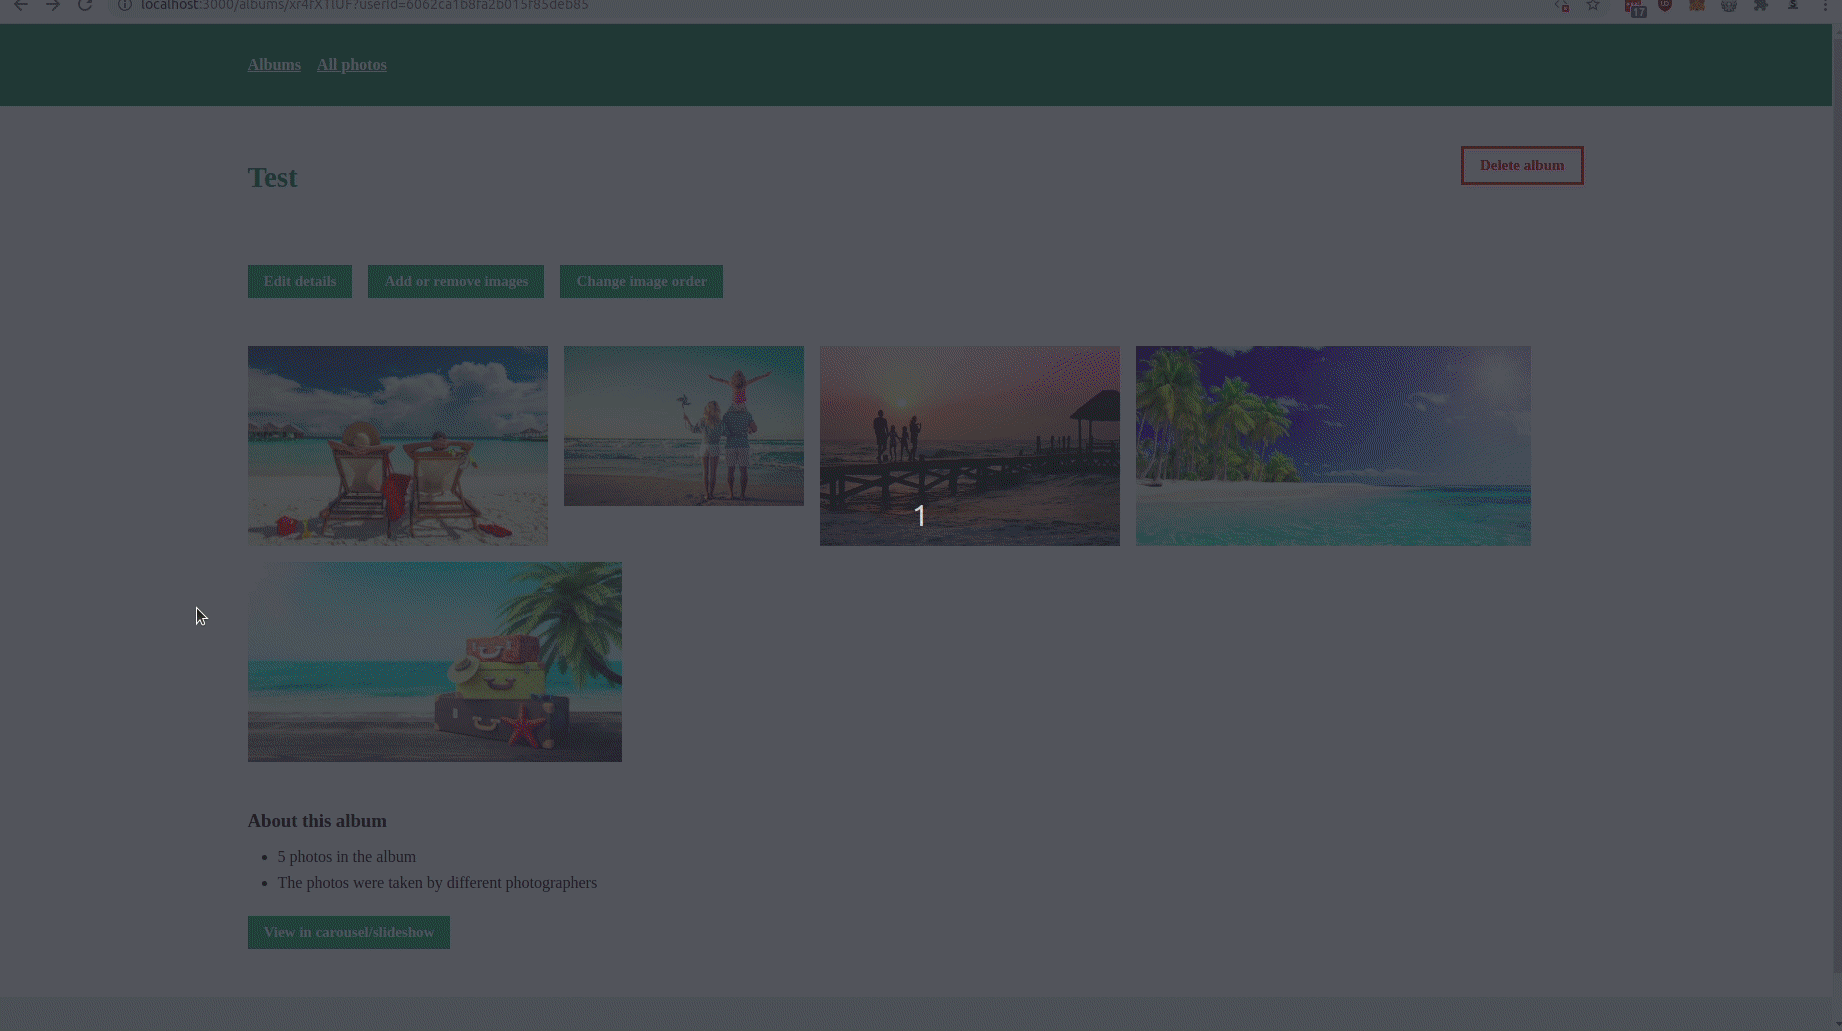 localhost:3000/albums/xr4fX1lUF?userId=6062ca1b8fa2b015f85deb85
17
Albums All photos
Test
Delete album
Edit details Add or remove images Change image order
1
About this album
5 photos in the album
The photos were taken by different photographers
View in carousel/slideshow